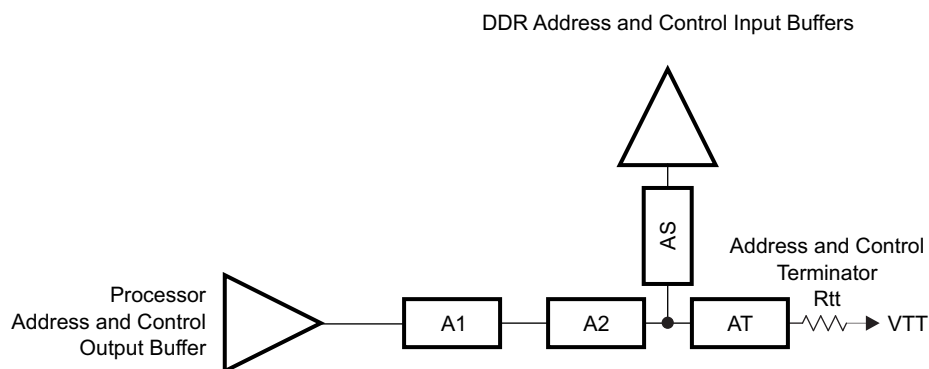 DDR Address and Control Input Buffers
AS
Address and Control
Terminator
Rtt
Processor
Address and Control
Output Buffer
A1
A2
AT
VTT